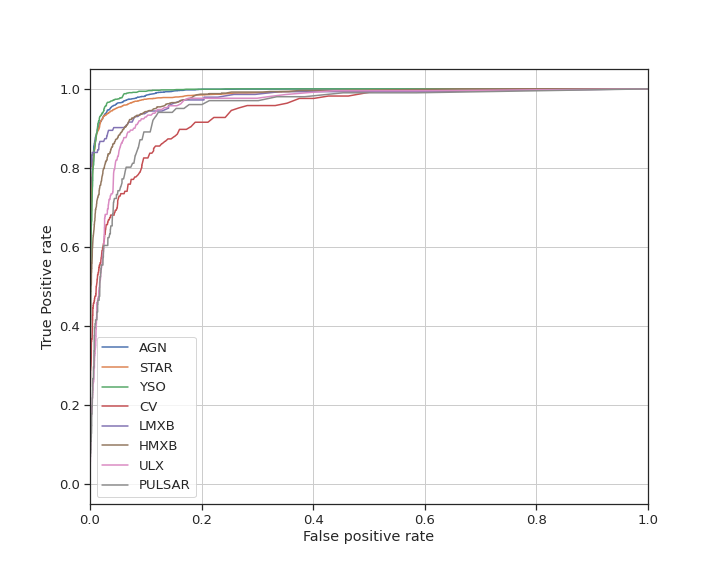 1.0
0.8
0.6
0.4
0.2
0.0
True Positive rate
AGN
STAR
YSO
CV
LMXB
HMXB
ULX
PULSAR
0.0 0.2 0.4 0.6 0.8 1.0
False positive rate